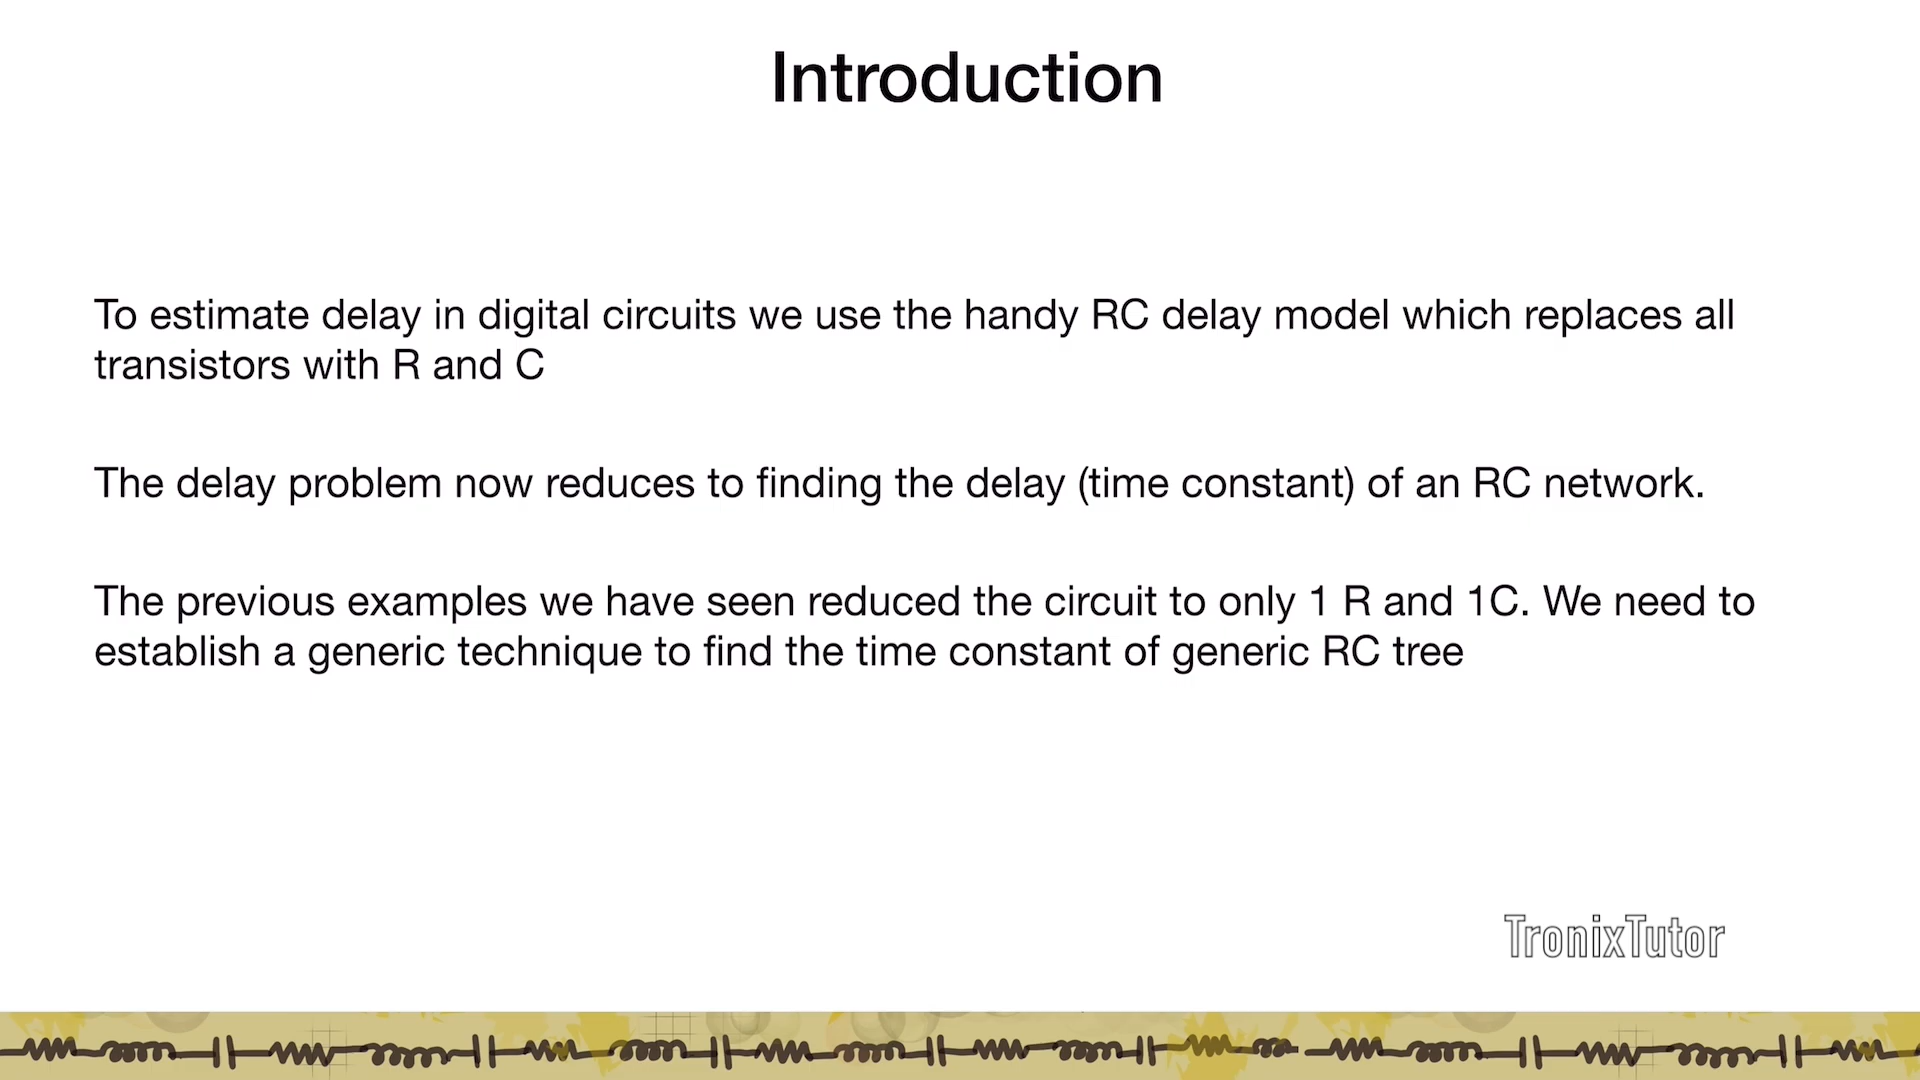 Introduction
To estimate delay in digital circuits we use the handy RC delay model which replaces all
transistors with R and C
The delay problem now reduces to finding the delay (time constant) of an RC network.
The previous examples we have seen reduced the circuit to only 1 R and 1C. We need to
establish a generic technique to find the time constant of generic RC tree
TronixTutor